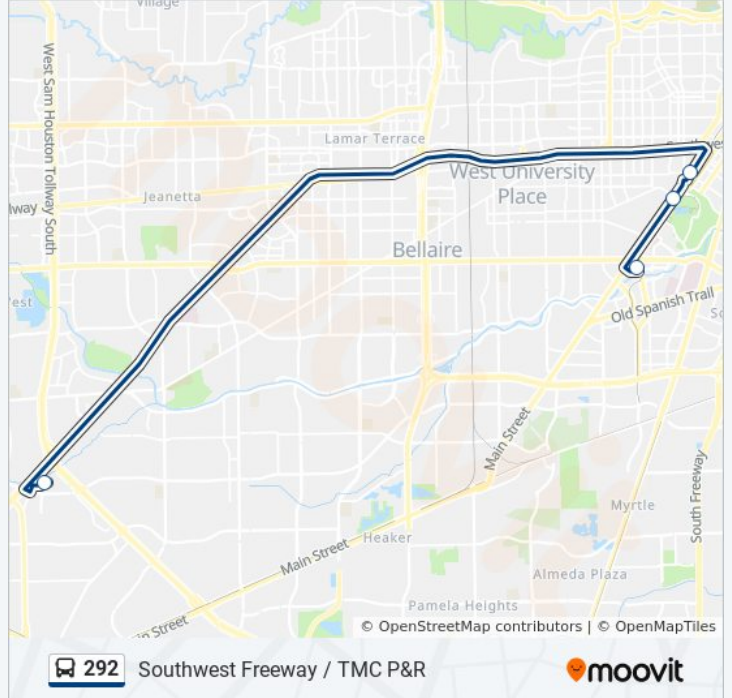 Village
West Sam Houston Tollway South
Lamar Terrace
West University
Place
Jeanetta
lway
Bellaire
Old Spanish Trail
Main Street
South Freeway
Myrtle
Heaker
Main Street
Almeda Plaza
Pamela Heights
in Street
© OpenStreetMap contributors | © OpenMapTiles
292 Southwest Freeway / TMC P&R
moovit